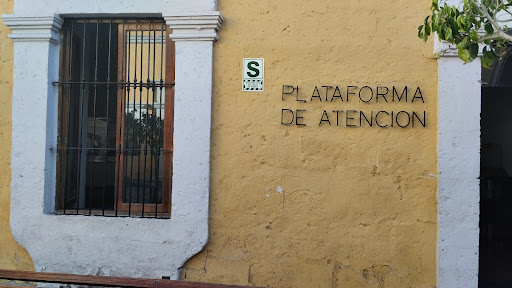 S
PLATAFORMA
DE ATENCION